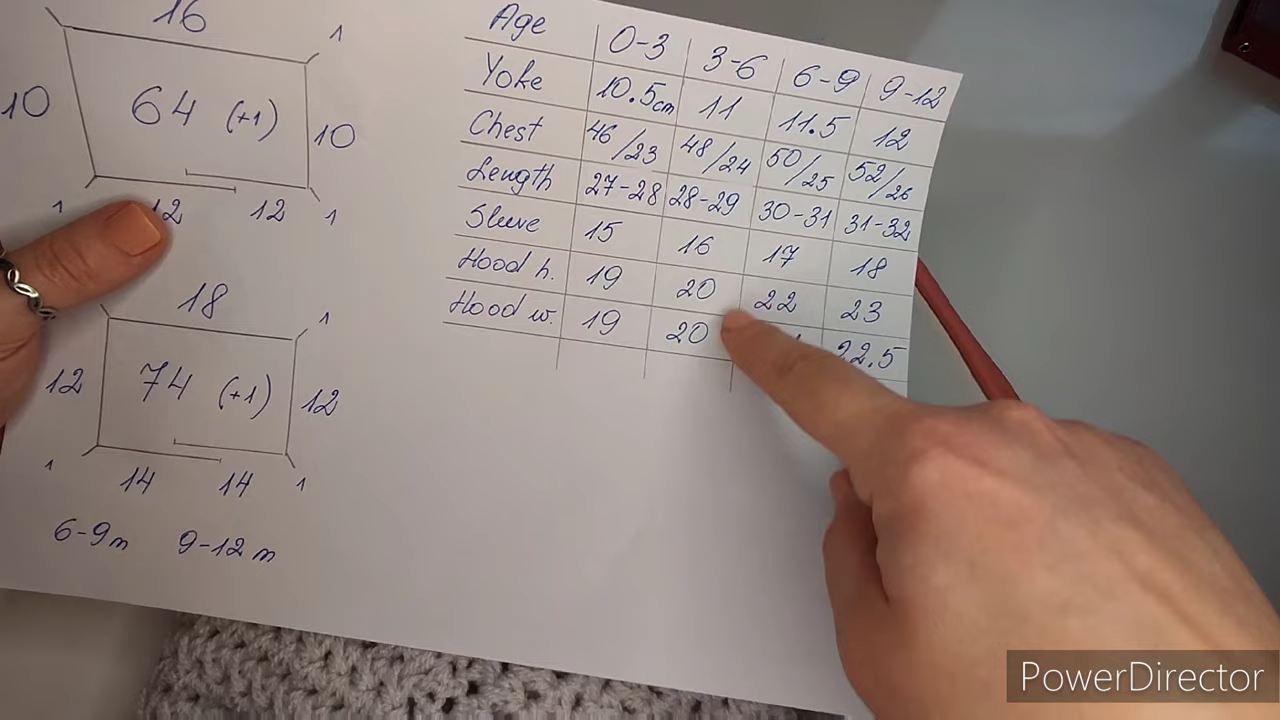 16
1
10
64 (+1)
10
1
12
12
1
18
1
12
74 (+1)
12
1
14
14
1
6-9m
9-12m
Age 0-3 3-6 6-9 9-12
Yoke 10.5cm 11 11.5 12
Chest 46/23 48/24 50/25 52/26
Length 27-28 28-29 30-31 31-32
Sleeve 15 16 17 18
Hood h. 19 20 22 23
Hood w. 19 20 22.5
PowerDirector